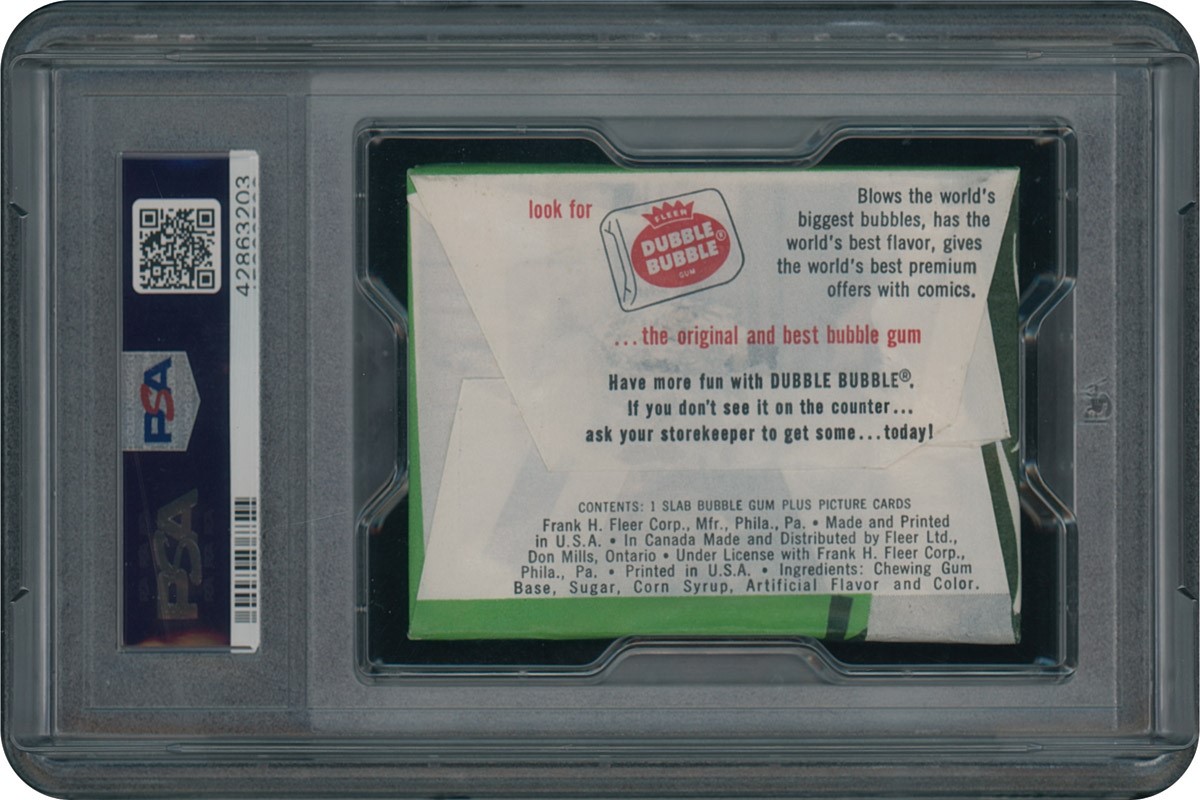 42863203
PSA
PSA
look for
FLEER
DUBBLE
BUBBLE®
GUM
Blows the world's
biggest bubbles, has the
world's best flavor, gives
the world's best premium
offers with comics.
...the original and best bubble gum
Have more fun with DUBBLE BUBBLE®.
If you don't see it on the counter...
ask your storekeeper to get some...today!
CONTENTS: 1 SLAB BUBBLE GUM PLUS PICTURE CARDS
Frank H. Fleer Corp., Mfr., Phila., Pa. • Made and Printed
in U.S.A. • In Canada Made and Distributed by Fleer Ltd.,
Don Mills, Ontario • Under License with Frank H. Fleer Corp.,
Phila., Pa. • Printed in U.S.A. • Ingredients: Chewing Gum
Base, Sugar, Corn Syrup, Artificial Flavor and Color.